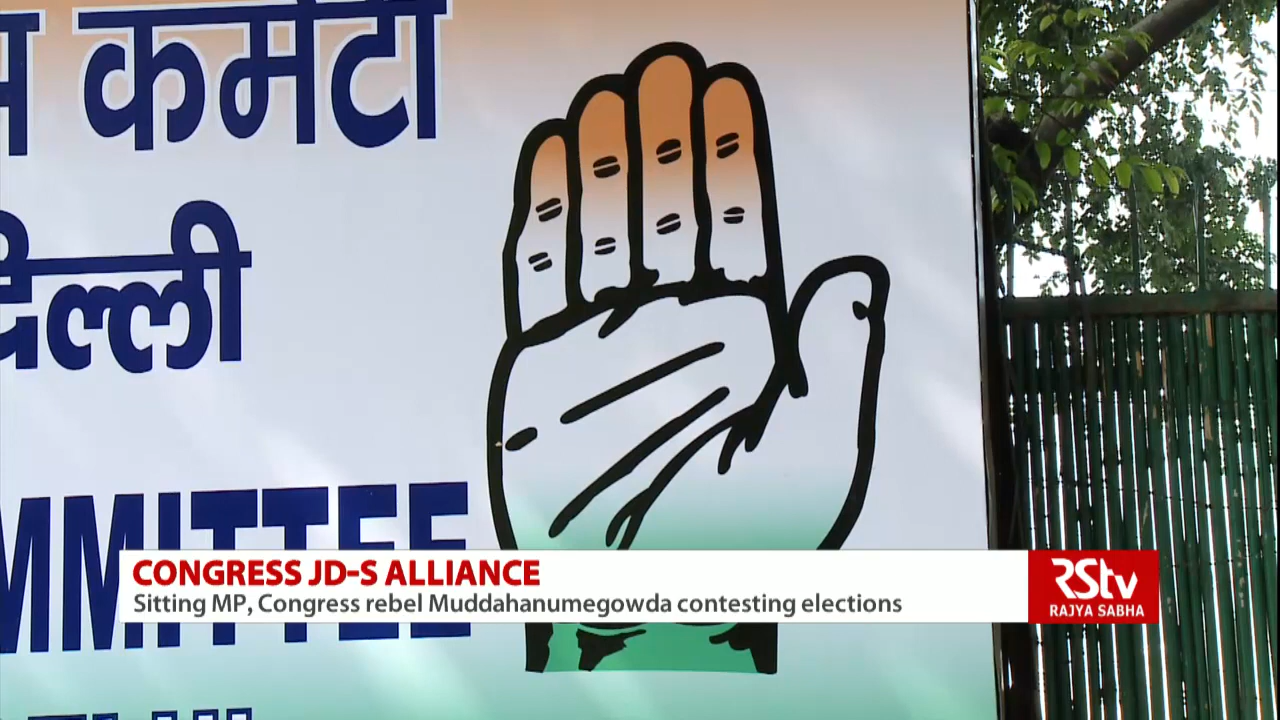 कमेटी
दिल्ली
MMITTEE
CONGRESS JD-S ALLIANCE
Sitting MP, Congress rebel Muddahanumegowda contesting elections
RStv
RAJYA SABHA